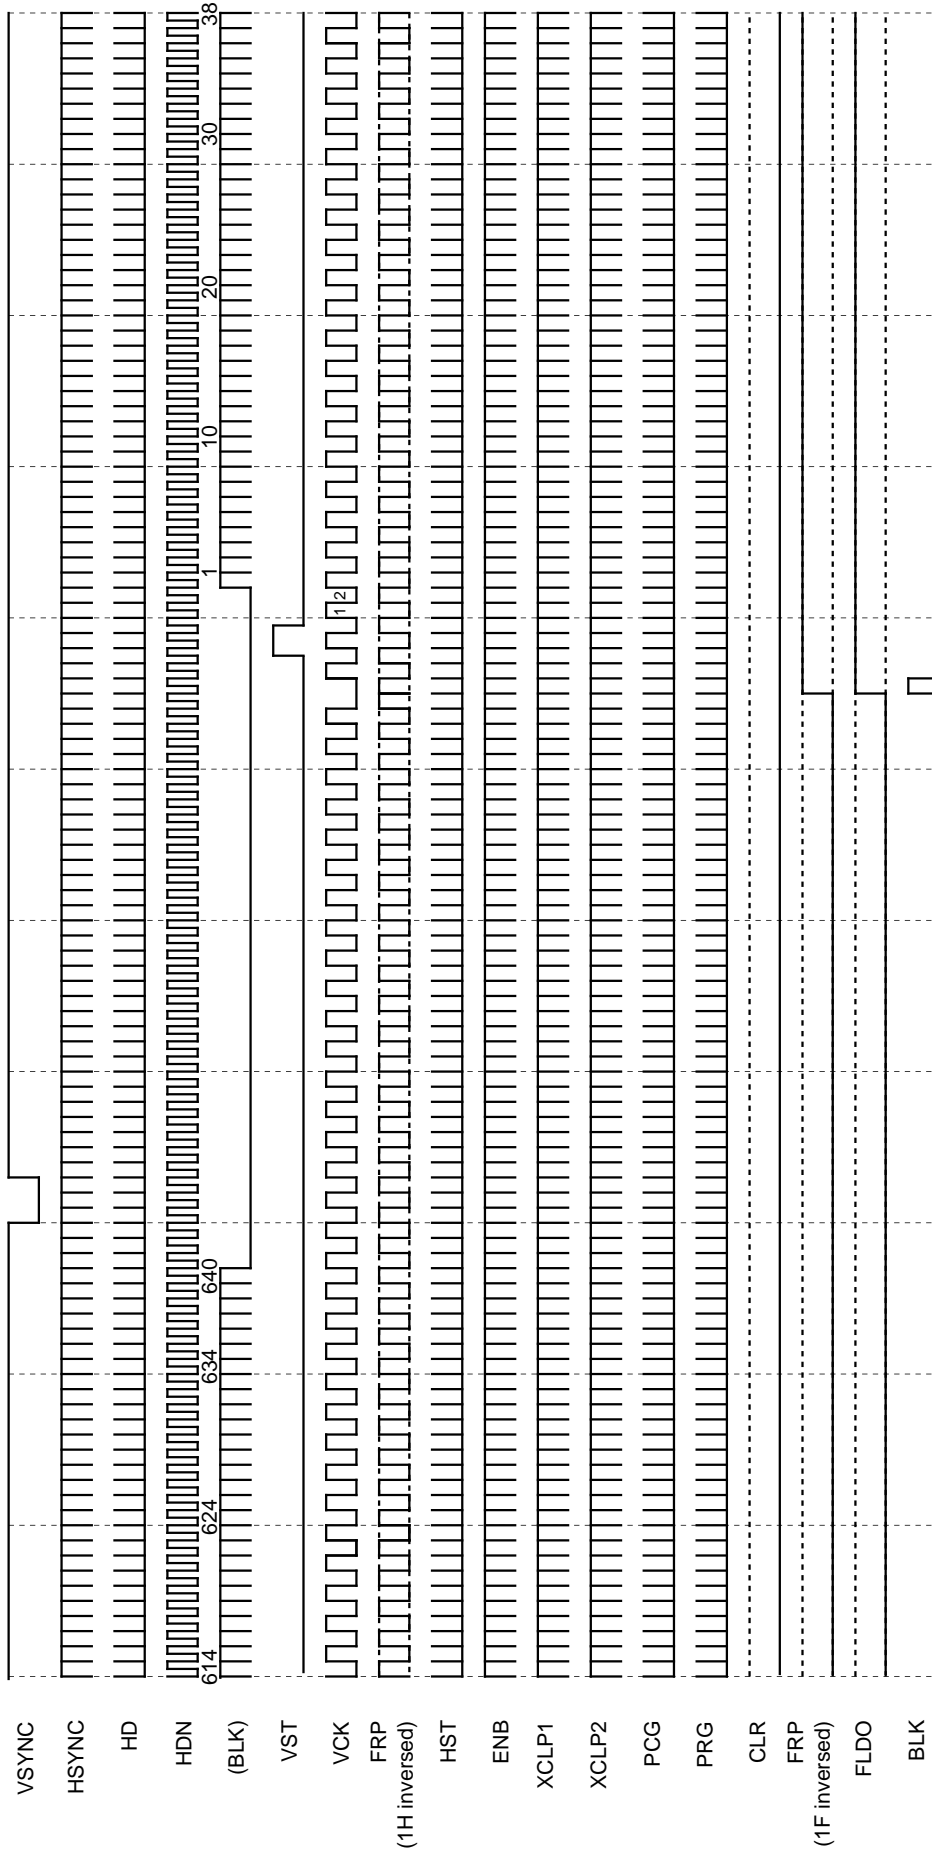 VSYNC
HSYNC
HD
HDN
614 624 634 640 1 10 20 30 38
(BLK)
VST
VCK
1 2
FRP
(1H inversed)
HST
ENB
XCLP1
XCLP2
PCG
PRG
CLR
FRP
(1F inversed)
FLDO
BLK